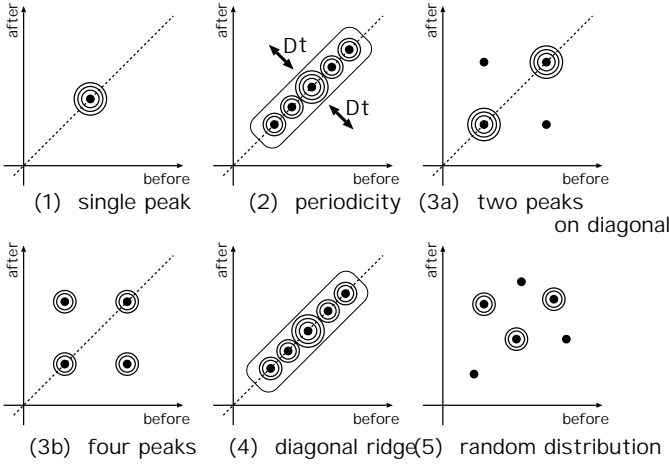 after
before
(1) single peak
after
Dt
Dt
before
(2) periodicity
after
before
(3a) two peaks
on diagonal
after
before
(3b) four peaks
after
before
(4) diagonal ridge
after
before
(5) random distribution